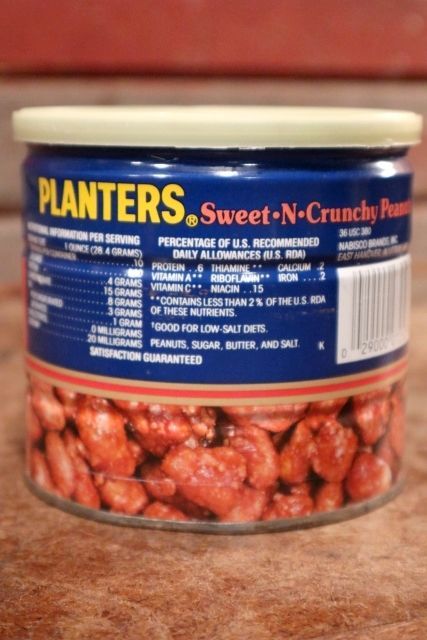 PLANTERS® Sweet•N•Crunchy Peanu
INFORMATION PER SERVING
1 OUNCE (28.4 GRAMS)
10
.4 GRAMS
15 GRAMS
8 GRAMS
3 GRAMS
.1 GRAM
0 MILLIGRAMS
20 MILLIGRAMS
SATISFACTION GUARANTEED
PERCENTAGE OF U.S. RECOMMENDED
DAILY ALLOWANCES (U.S. RDA)
PROTEIN . .6 THIAMINE** CALCIUM .2
VITAMIN A** RIBOFLAVIN* IRON . . . .2
VITAMIN C** NIACIN . .15
**CONTAINS LESS THAN 2% OF THE U.S. RDA
OF THESE NUTRIENTS.
†GOOD FOR LOW-SALT DIETS.
PEANUTS, SUGAR, BUTTER, AND SALT. K
36 USC 380
NABISCO BRANDS, INC.
EAST HANOVER,
0 29000